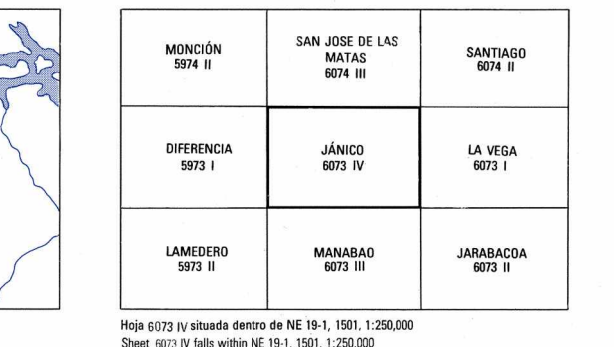 MONCIÓN
5974 II
SAN JOSE DE LAS
MATAS
6074 III
SANTIAGO
6074 II
DIFERENCIA
5973 I
JÁNICO
6073 IV
LA VEGA
6073 I
LAMEDERO
5973 II
MANABAO
6073 III
JARABACOA
6073 II
Hoja 6073 IV situada dentro de NE 19-1, 1501, 1:250,000
Sheet 6073 IV falls within NE 19-1, 1501, 1:250,000